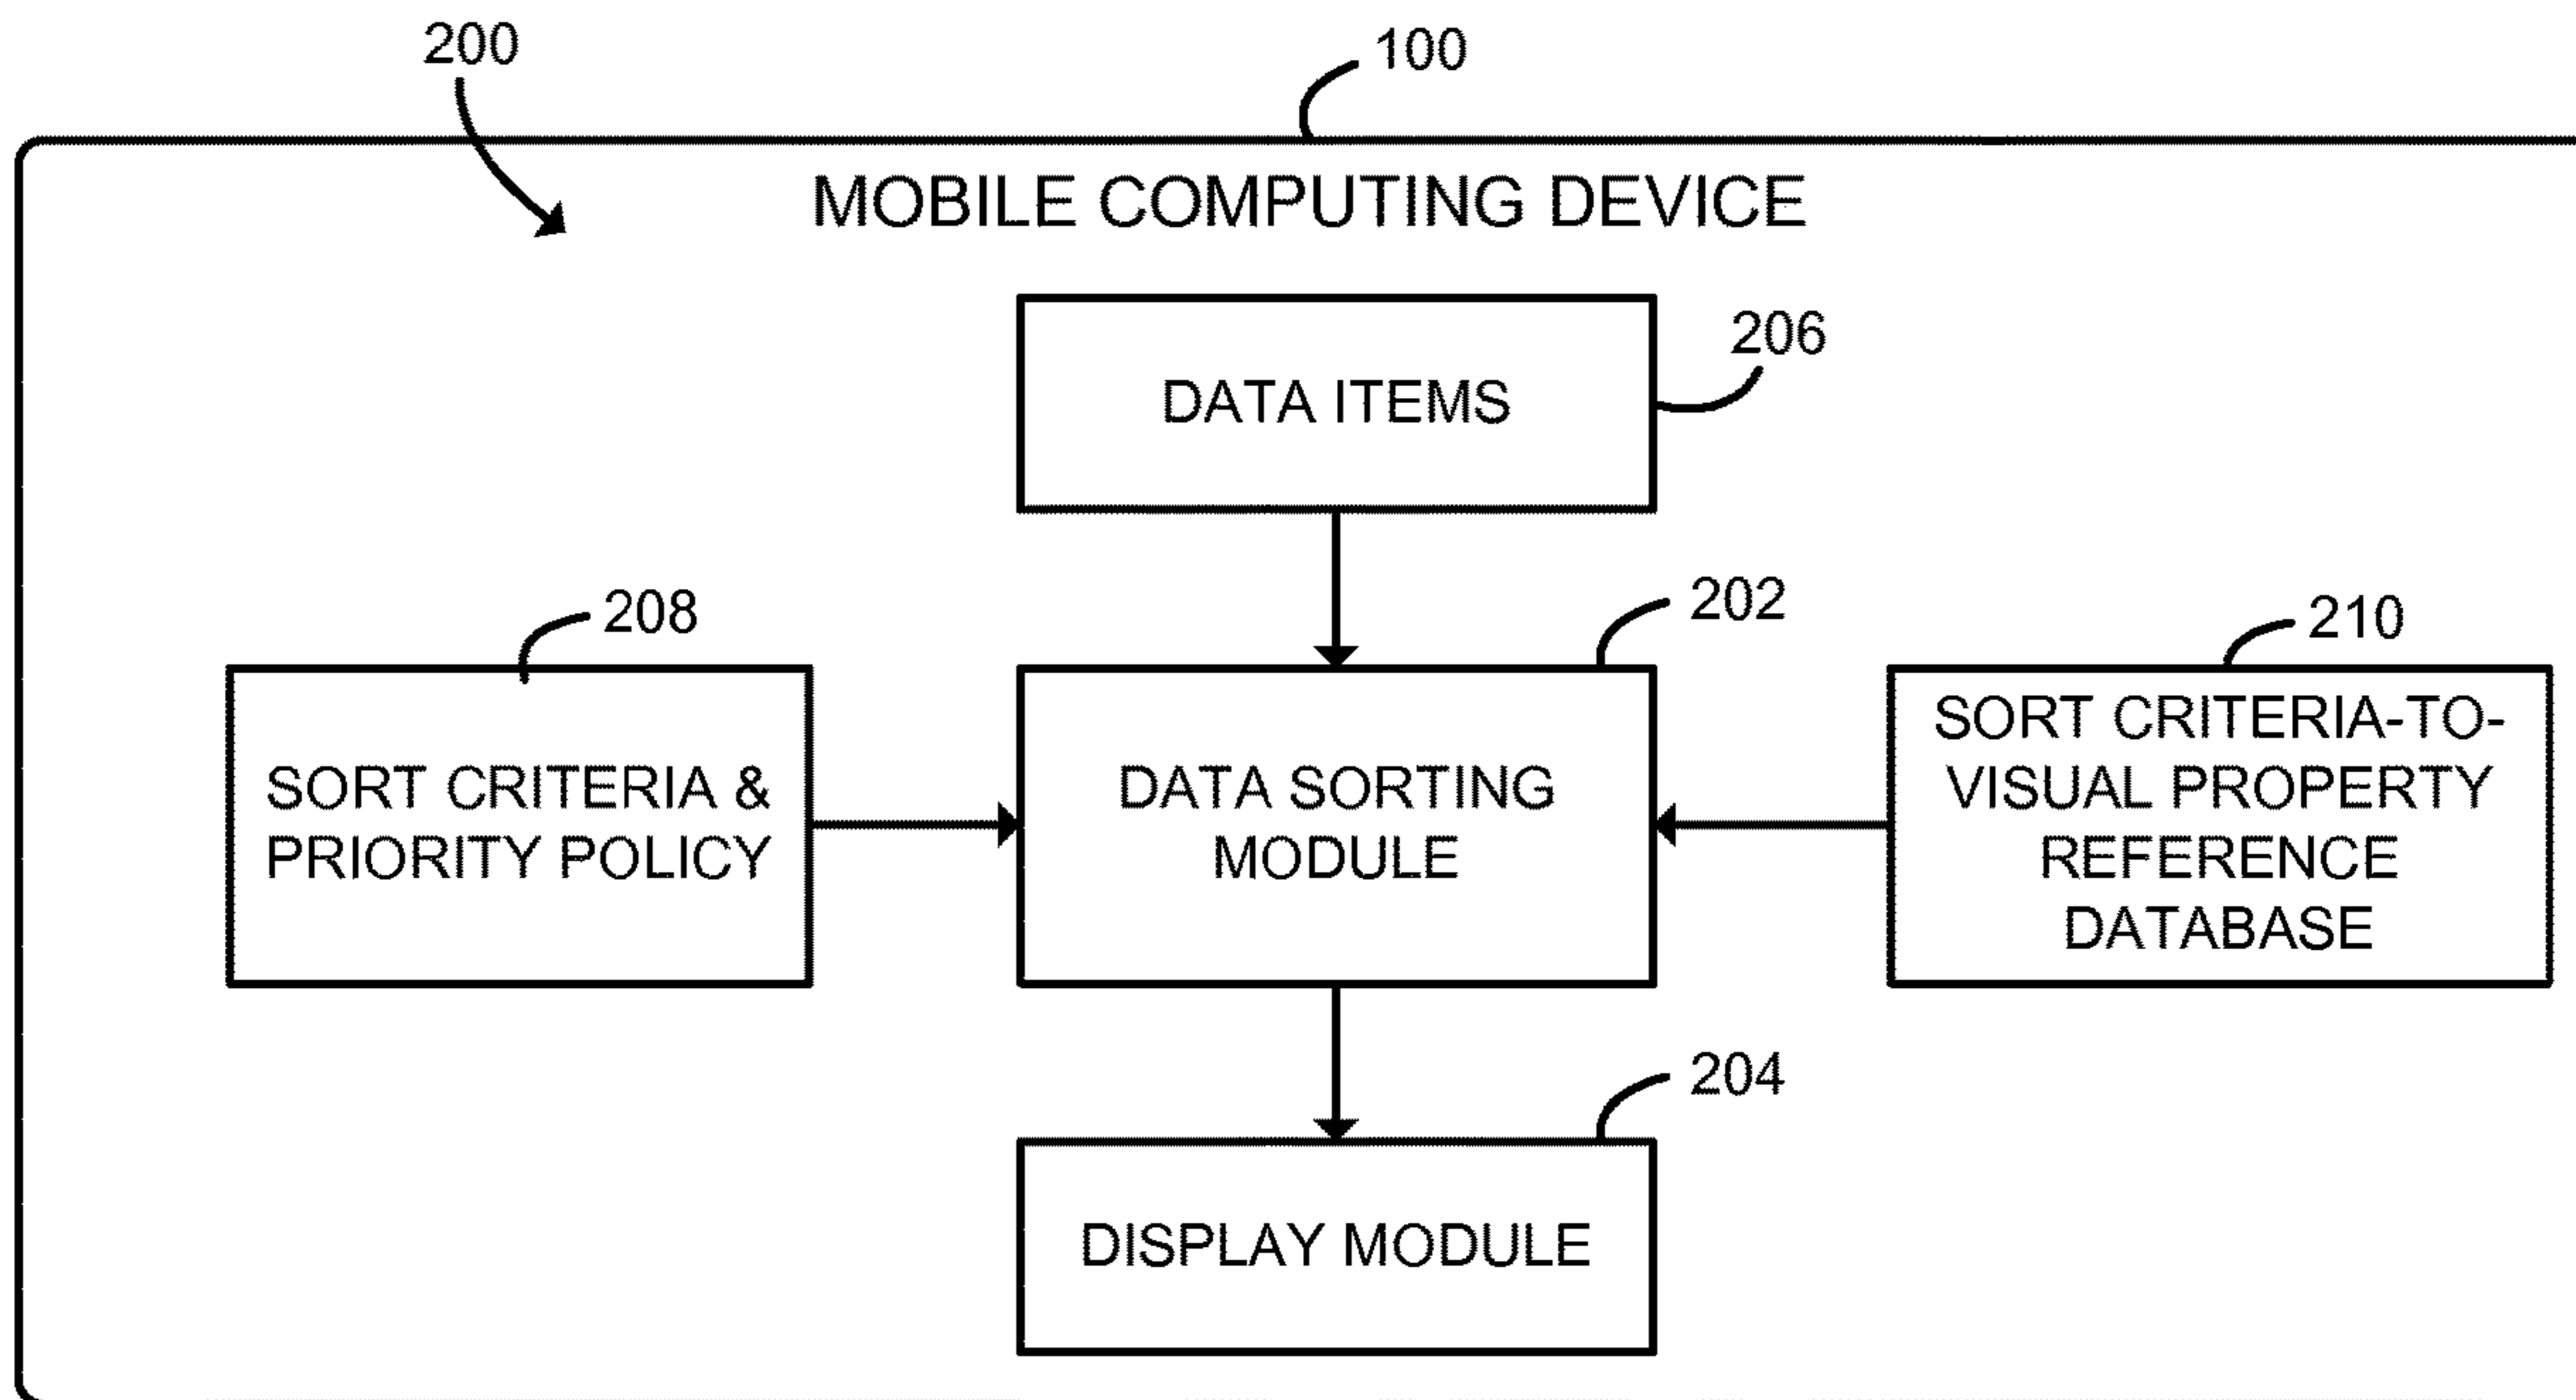 200
100
MOBILE COMPUTING DEVICE
206
DATA ITEMS
208
202
210
SORT CRITERIA &
PRIORITY POLICY
DATA SORTING
MODULE
SORT CRITERIA-TO-
VISUAL PROPERTY
REFERENCE
DATABASE
204
DISPLAY MODULE